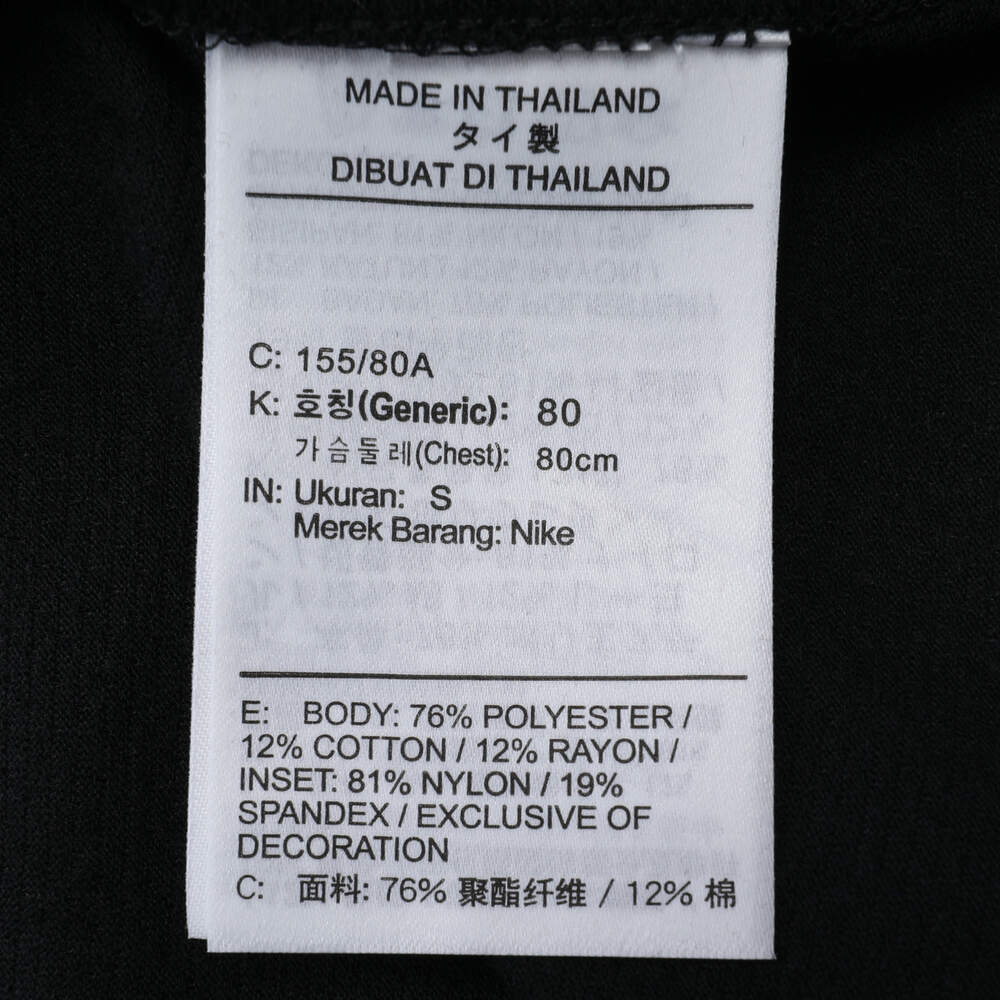 MADE IN THAILAND
タイ製
DIBUAT DI THAILAND
C: 155/80A
K: 호칭(Generic): 80
가슴둘레(Chest): 80cm
IN: Ukuran: S
Merek Barang: Nike
E: BODY: 76% POLYESTER /
12% COTTON / 12% RAYON /
INSET: 81% NYLON / 19%
SPANDEX / EXCLUSIVE OF
DECORATION
C: 面料: 76% 聚酯纤维 / 12% 棉